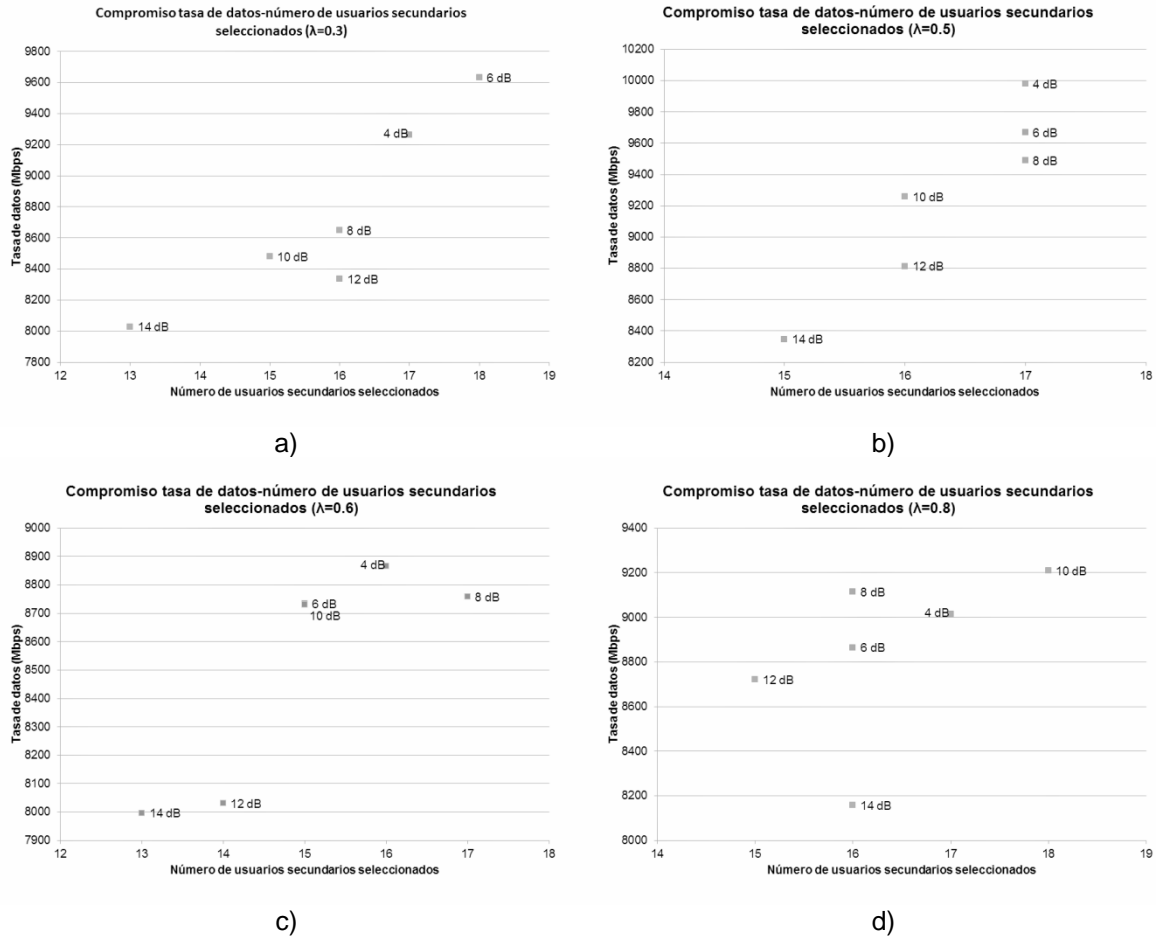 Compromiso tasa de datos-número de usuarios secundarios
seleccionados (λ=0.3)
Tasa de datos (Mbps)
9800
9600
9400
9200
9000
8800
8600
8400
8200
8000
7800
6 dB
4 dB
8 dB
10 dB
12 dB
14 dB
12 13 14 15 16 17 18 19
Número de usuarios secundarios seleccionados
a)
Compromiso tasa de datos-número de usuarios secundarios
seleccionados (λ=0.5)
Tasa de datos (Mbps)
10200
10000
9800
9600
9400
9200
9000
8800
8600
8400
8200
4 dB
6 dB
8 dB
10 dB
12 dB
14 dB
14 15 16 17 18
Número de usuarios secundarios seleccionados
b)
Compromiso tasa de datos-número de usuarios secundarios
seleccionados (λ=0.6)
Tasa de datos (Mbps)
9000
8900
8800
8700
8600
8500
8400
8300
8200
8100
8000
7900
4 dB
8 dB
6 dB
10 dB
12 dB
14 dB
12 13 14 15 16 17 18
Número de usuarios secundarios seleccionados
c)
Compromiso tasa de datos-número de usuarios secundarios
seleccionados (λ=0.8)
Tasa de datos (Mbps)
9400
9200
9000
8800
8600
8400
8200
8000
10 dB
8 dB
4 dB
6 dB
12 dB
14 dB
14 15 16 17 18 19
Número de usuarios secundarios seleccionados
d)